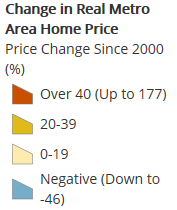 Change in Real Metro
Area Home Price
Price Change Since 2000
(%)
Over 40 (Up to 177)
20-39
0-19
Negative (Down to
-46)